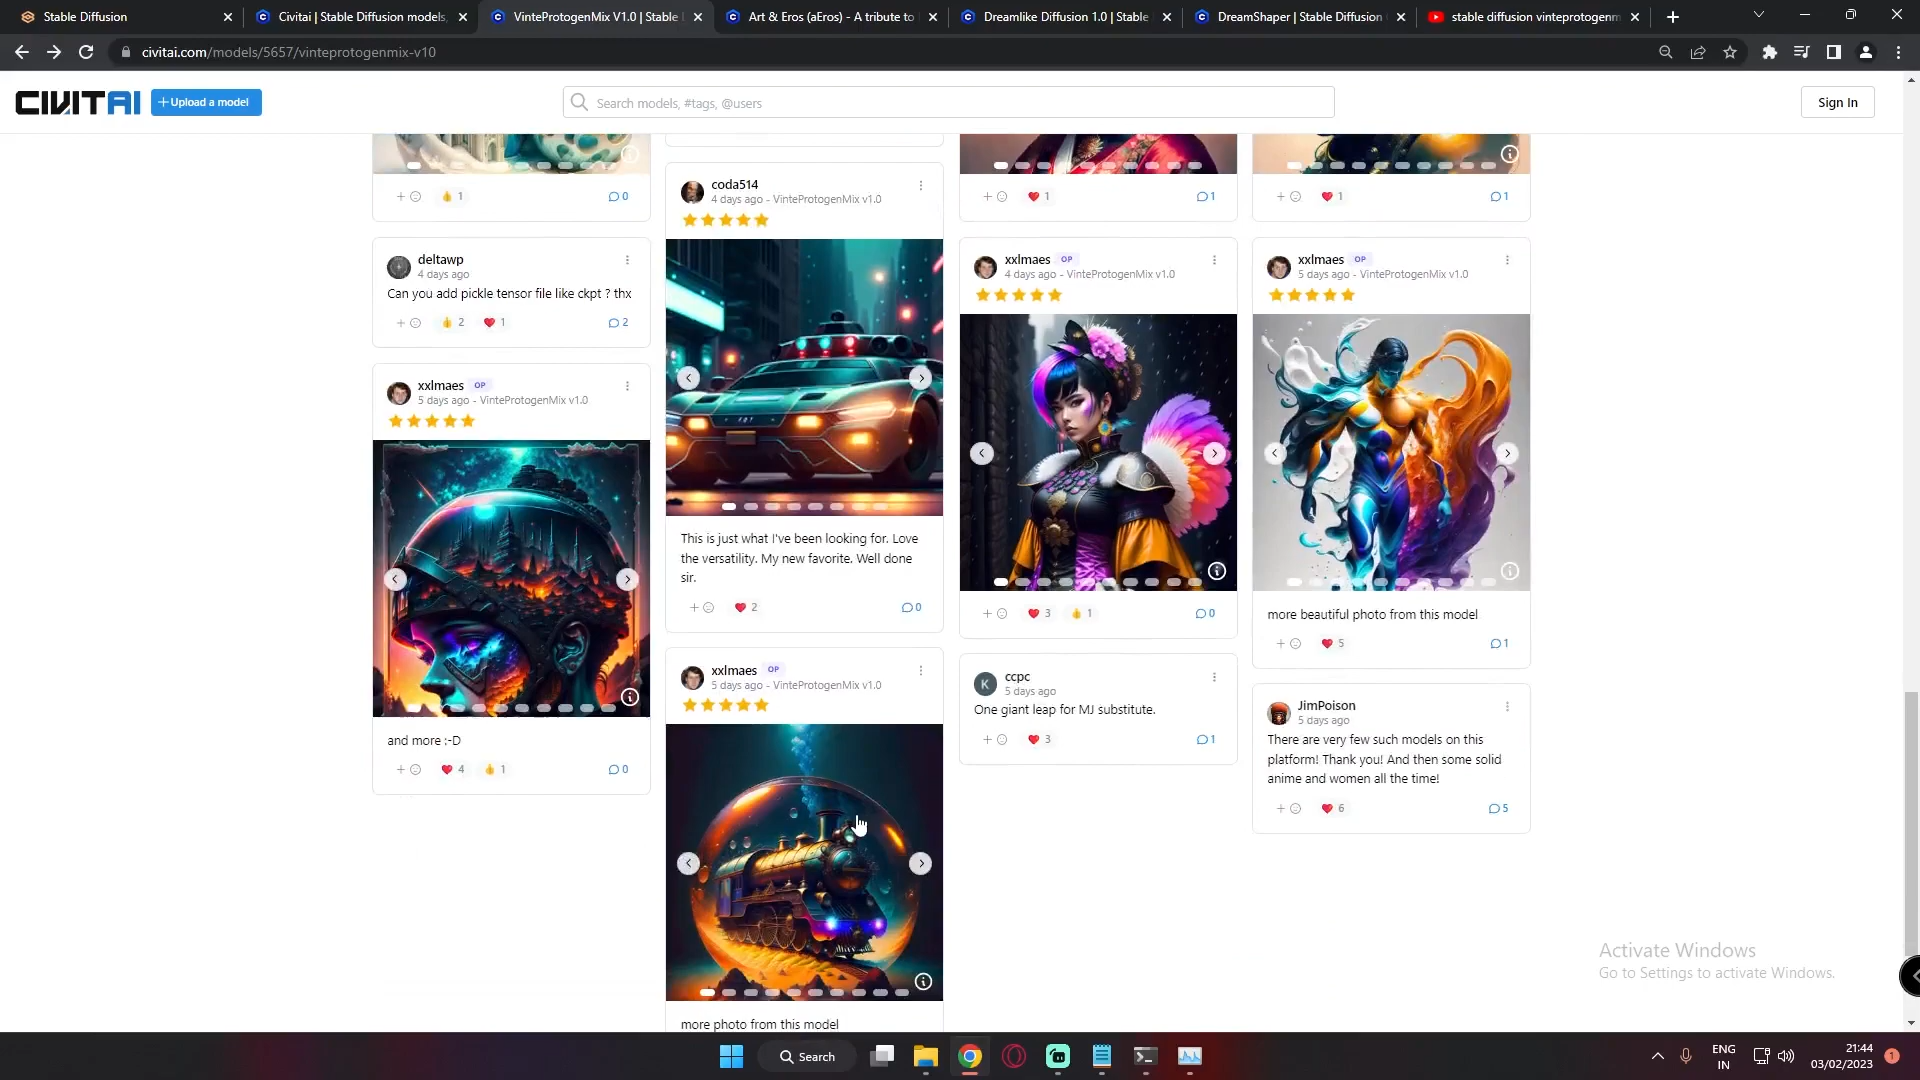 Stable Diffusion
Civitai | Stable Diffusion models,
VinteProtogenMix V1.0 | Stable
Art & Eros (aEros) - A tribute to
Dreamlike Diffusion 1.0 | Stable
DreamShaper | Stable Diffusion
stable diffusion vinteprotogenm
civitai.com/models/5657/vinteprotogenmix-v10
CIVITAI
+ Upload a model
Search models, #tags, @users
Sign In
1
0
deltawp
4 days ago
Can you add pickle tensor file like ckpt ? thx
2
1
2
xxlmaes OP
5 days ago - VinteProtogenMix v1.0
and more :-D
4
1
0
coda514
4 days ago - VinteProtogenMix v1.0
This is just what I've been looking for. Love
the versatility. My new favorite. Well done
sir.
2
0
xxlmaes OP
5 days ago - VinteProtogenMix v1.0
more photo from this model
1
1
xxlmaes OP
4 days ago - VinteProtogenMix v1.0
3
1
0
K
ccpc
5 days ago
One giant leap for MJ substitute.
3
1
1
1
xxlmaes OP
5 days ago - VinteProtogenMix v1.0
more beautiful photo from this model
5
1
JimPoison
5 days ago
There are very few such models on this
platform! Thank you! And then some solid
anime and women all the time!
6
5
Activate Windows
Go to Settings to activate Windows.
Search
ENG
IN
21:44
03/02/2023
1